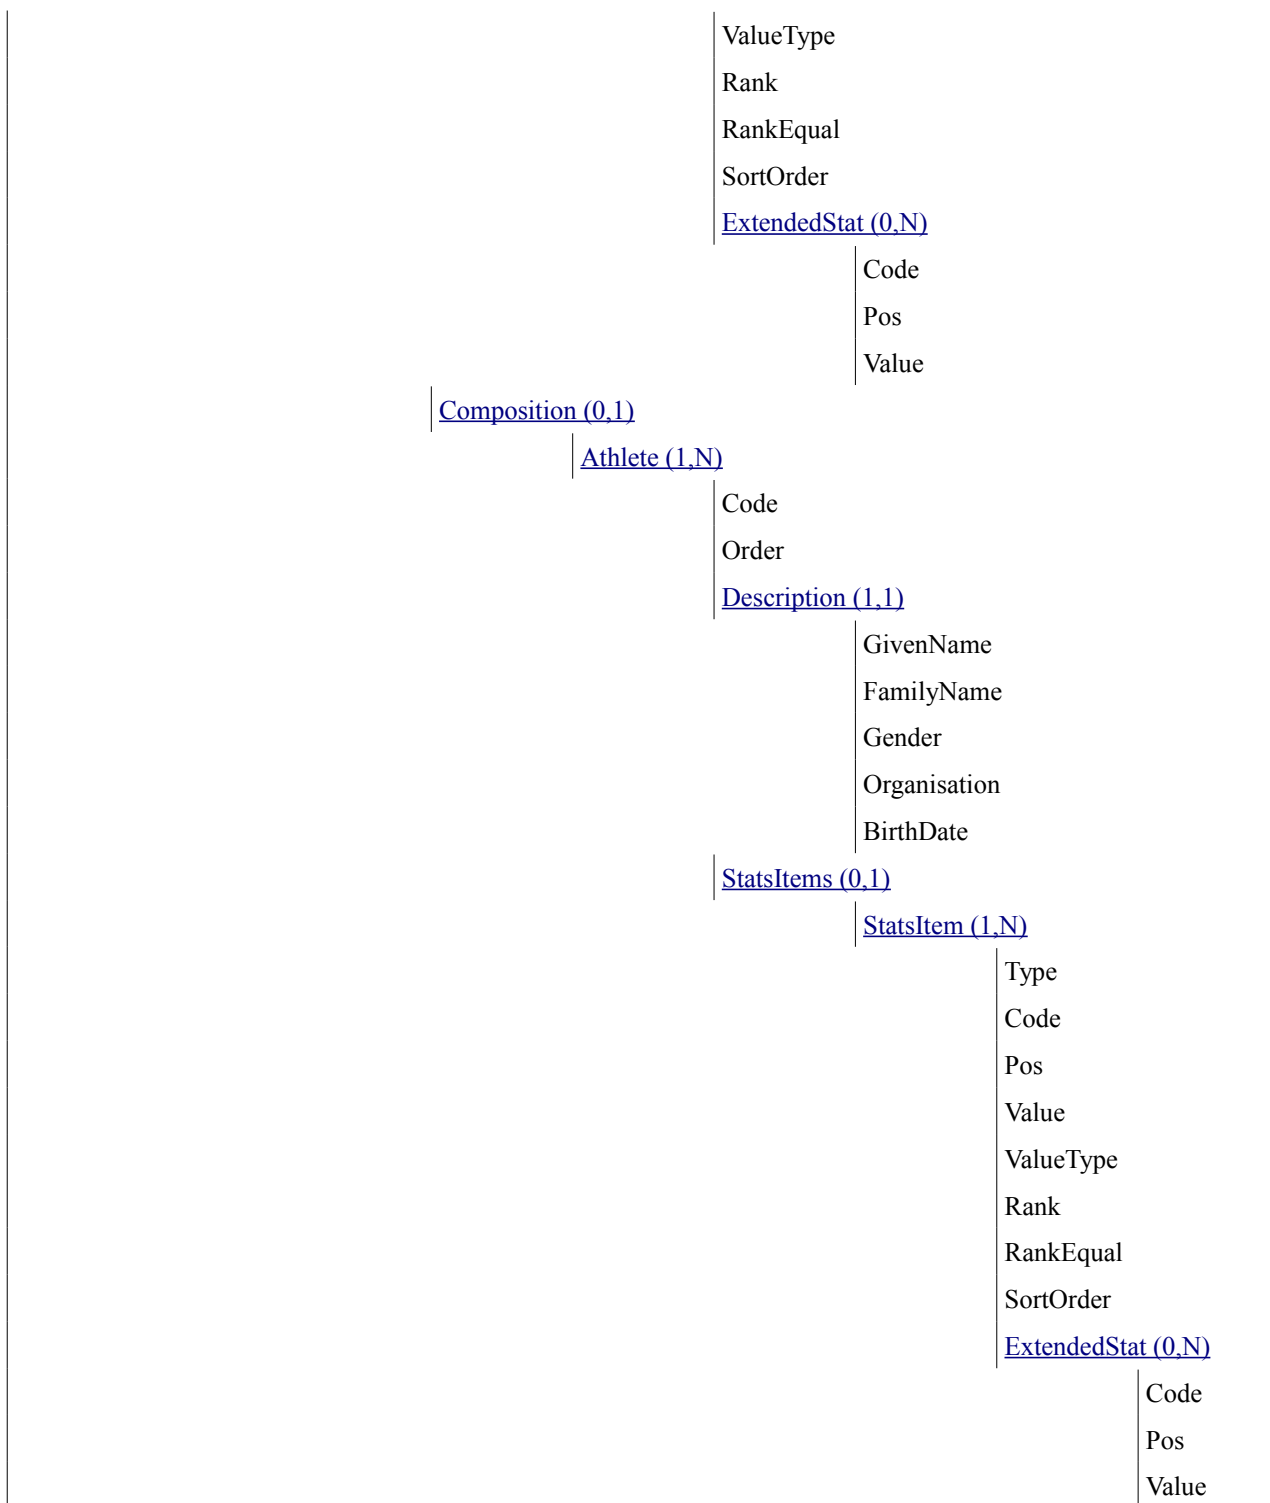 ValueType
Rank
RankEqual
SortOrder
ExtendedStat (0,N)
Code
Pos
Value
Composition (0,1)
Athlete (1,N)
Code
Order
Description (1,1)
GivenName
FamilyName
Gender
Organisation
BirthDate
StatsItems (0,1)
StatsItem (1,N)
Type
Code
Pos
Value
ValueType
Rank
RankEqual
SortOrder
ExtendedStat (0,N)
Code
Pos
Value